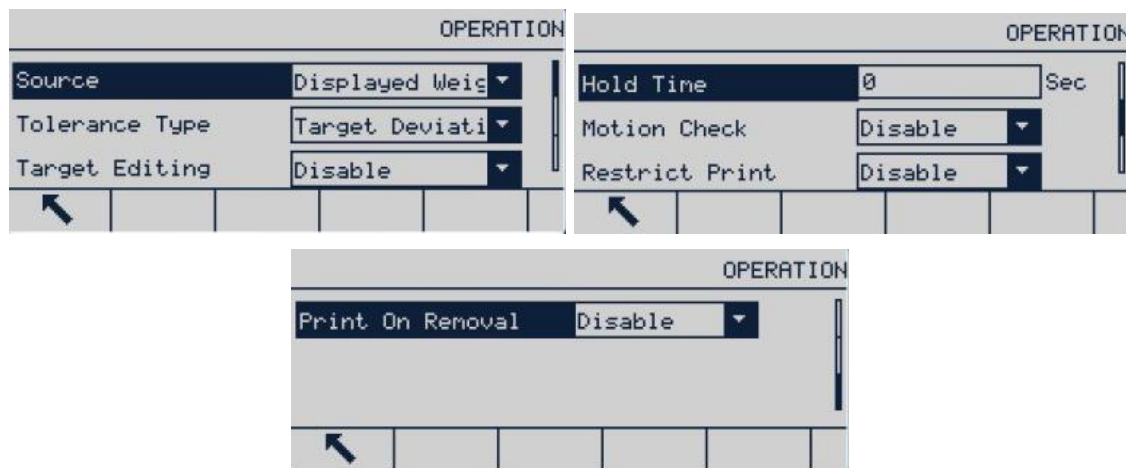 OPERATION
Source Displayed Weig
Tolerance Type Target Deviati
Target Editing Disable
OPERATION
Hold Time 0 Sec
Motion Check Disable
Restrict Print Disable
OPERATION
Print On Removal Disable